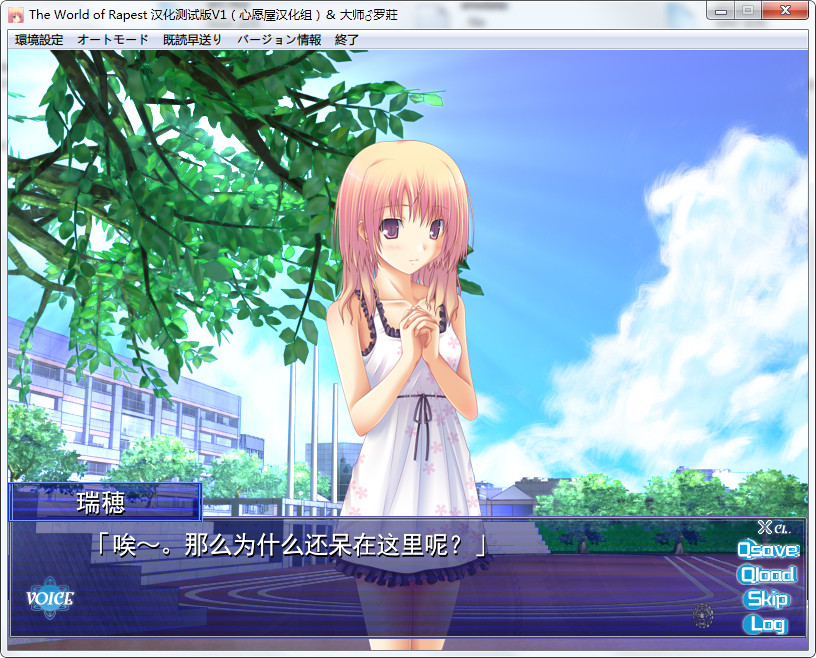 The World of Rapest 汉化测试版V1（心愿屋汉化组）& 大师ّ罗莊
環境設定 オートモード 既読早送り バージョン情報 終了
瑞穂
「唉～。那么为什么还呆在这里呢？」
VOICE
CL..
Qsave
Qload
Skip
Log